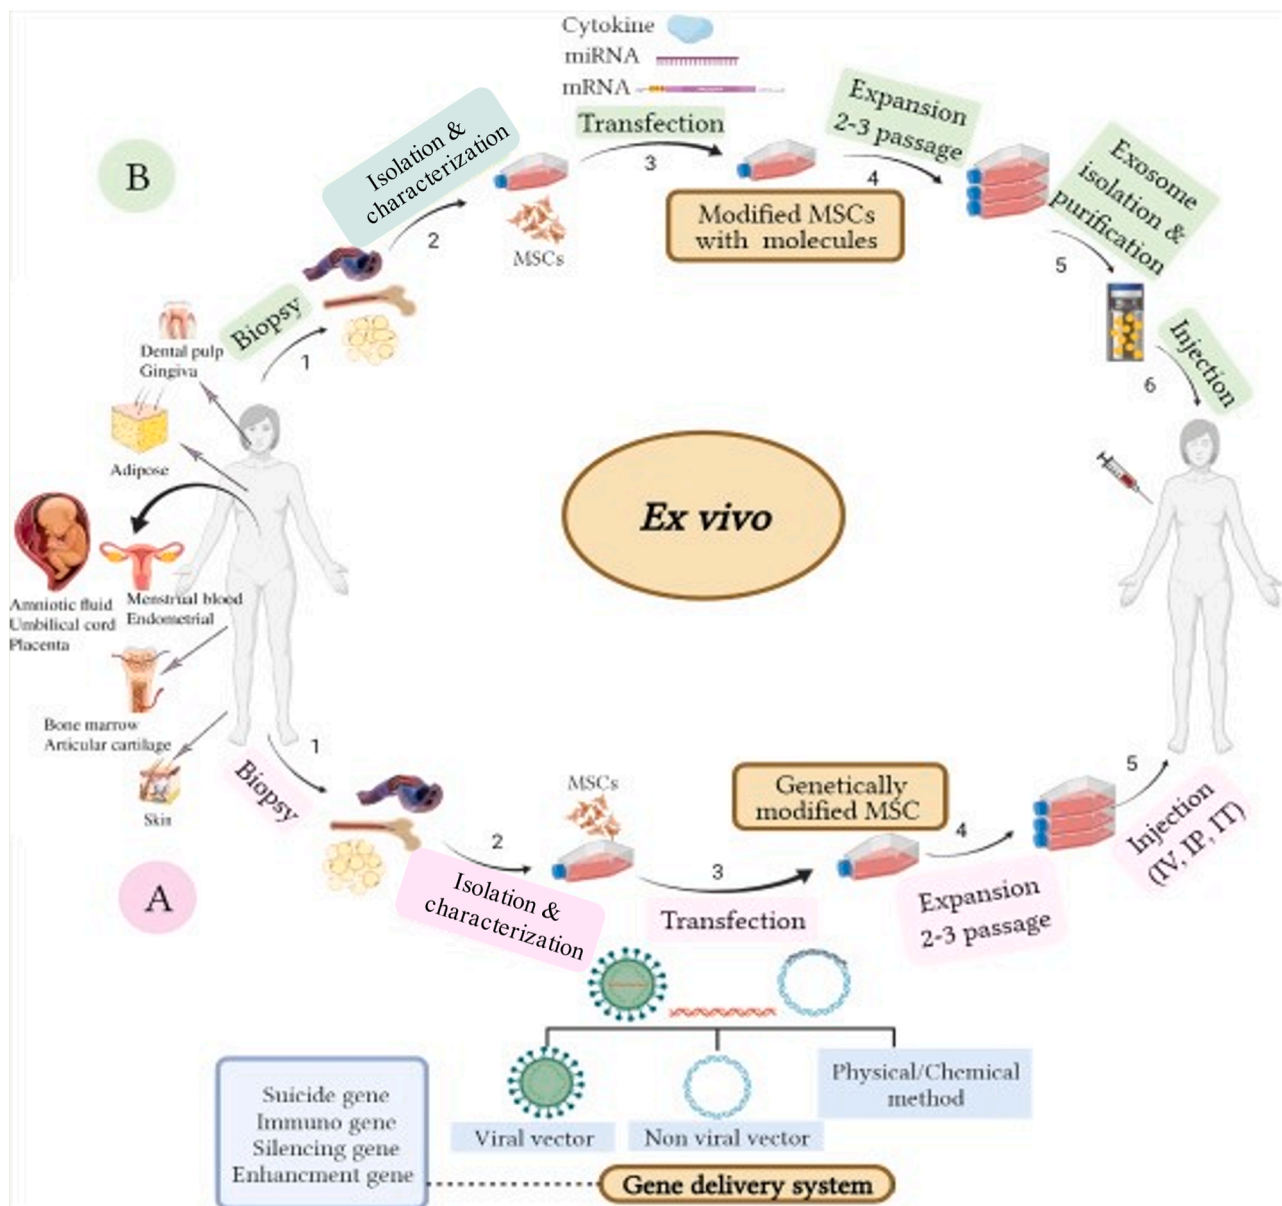 Cytokine
miRNA
mRNA
Transfection
3
Expansion
2-3 passage
4
B
Isolation &
characterization
2
MSCs
Modified MSCs
with molecules
Exosome
isolation &
purification
5
Biopsy
1
Injection
6
Dental pulp
Gingiva
Adipose
Ex vivo
Amniotic fluid
Umbilical cord
Placenta
Menstrual blood
Endometrial
Bone marrow
Articular cartilage
Skin
1
Biopsy
A
2
Isolation &
characterization
MSCs
3
Transfection
Genetically
modified MSC
4
Expansion
2-3 passage
5
Injection
(IV, IP, IT)
Suicide gene
Immuno gene
Silencing gene
Enhancment gene
Viral vector
Non viral vector
Physical/Chemical
method
Gene delivery system